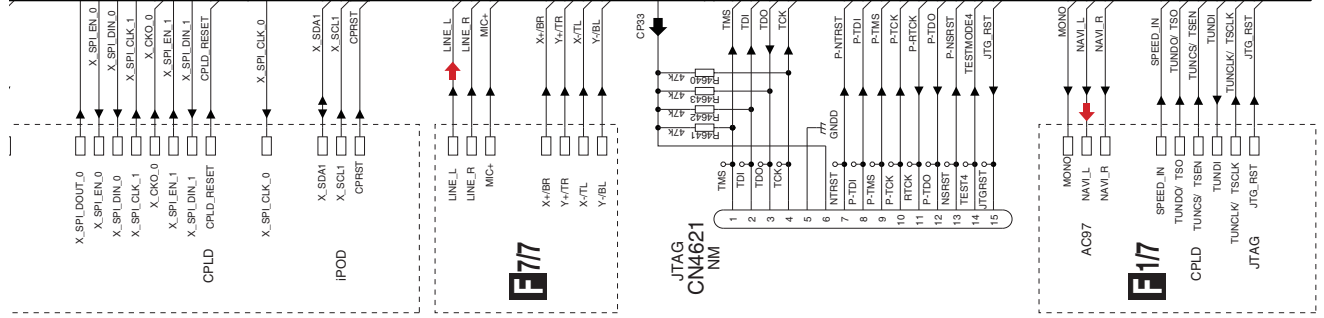 X_SPI_EN_0
X_SPI_DIN_0
X_SPI_CLK_1
X_CKO_0
X_SPI_EN_1
X_SPI_DIN_1
CPLD_RESET
X_SPI_CLK_0
X_SDA1
X_SCL1
CPRST
LINE_L
LINE_R
MIC+
X+/BR
Y+/TR
X-/TL
Y-/BL
CP33
TMS
TDI
TDO
TCK
P-NTRST
P-TDI
P-TMS
P-TCK
P-RTCK
P-TDO
P-NSRST
TESTMODE4
JTG_RST
MONO
NAVI_L
NAVI_R
SPEED_IN
TUNDO/ TSO
TUNCS/ TSEN
TUNDI
TUNCLK/ TSCLK
JTG_RST
47k R4640
47k R4643
47k R4642
47k R4641
GNDD
X_SPI_DOUT_0
X_SPI_EN_0
X_SPI_DIN_0
X_SPI_CLK_1
X_CKO_0
X_SPI_EN_1
X_SPI_DIN_1
CPLD_RESET
X_SPI_CLK_0
X_SDA1
X_SCL1
CPRST
CPLD
iPOD
LINE_L
LINE_R
MIC+
X+/BR
Y+/TR
X-/TL
Y-/BL
F 7/7
TMS
TDI
TDO
TCK
NTRST
P-TDI
P-TMS
P-TCK
RTCK
P-TDO
NSRST
TEST4
JTGRST
1
2
3
4
5
6
7
8
9
10
11
12
13
14
15
JTAG
CN4621
NM
MONO
NAVI_L
NAVI_R
SPEED_IN
TUNDO/ TSO
TUNCS/ TSEN
TUNDI
TUNCLK/ TSCLK
JTG_RST
AC97
CPLD
JTAG
F 1/7